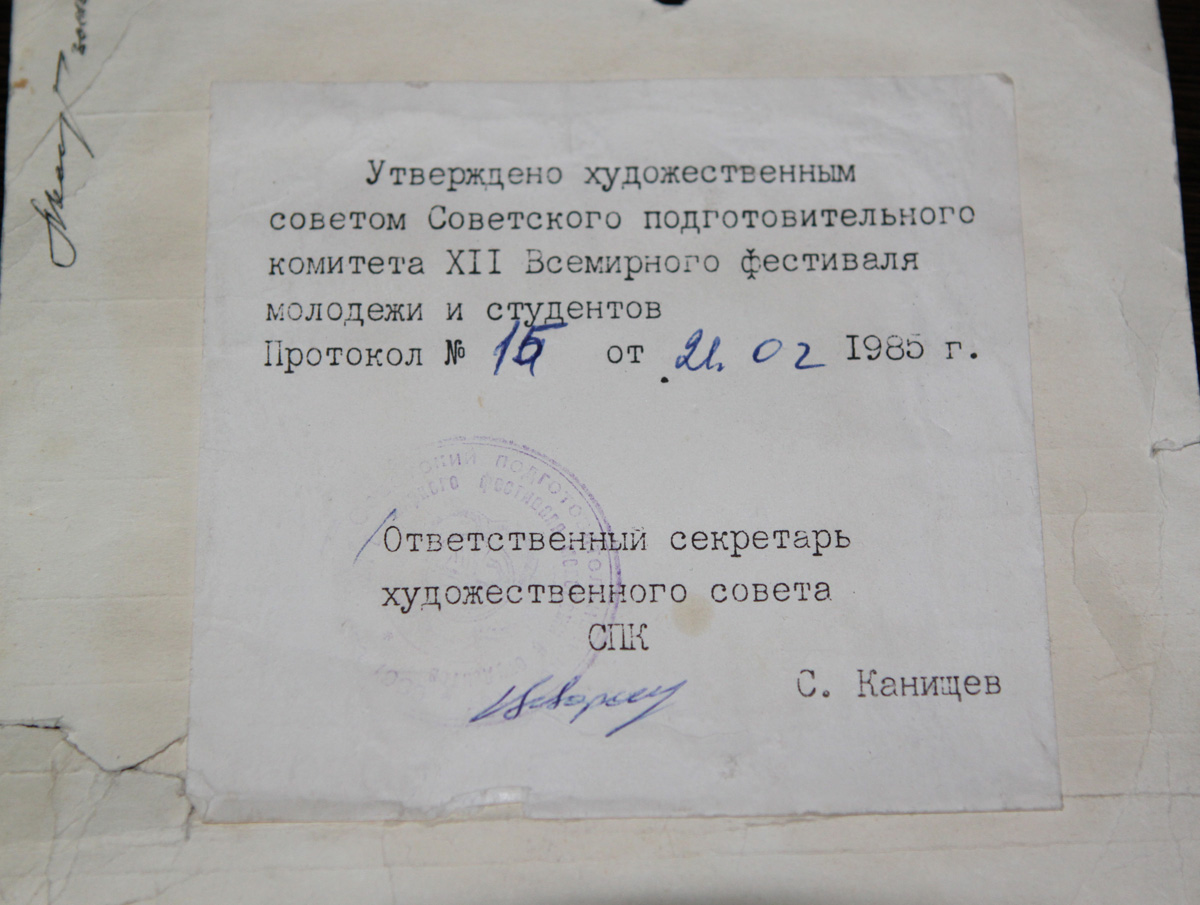 Утверждено художественным
советом Советского подготовительного
комитета XII Всемирного фестиваля
молодежи и студентов
Протокол № 15 от 21.02 1985 г.
Ответственный секретарь
художественного совета
СПК
С. Канищев